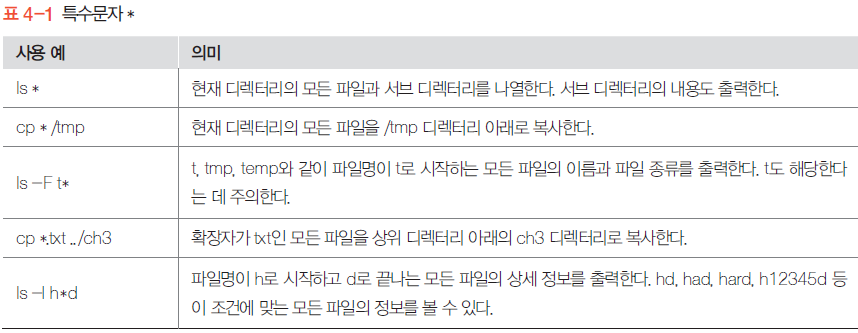 표 4-1 특수문자 *
사용 예 의미
ls * 현재 디렉터리의 모든 파일과 서브 디렉터리를 나열한다. 서브 디렉터리의 내용도 출력한다.
cp * /tmp 현재 디렉터리의 모든 파일을 /tmp 디렉터리 아래로 복사한다.
ls -F t* t, tmp, temp와 같이 파일명이 t로 시작하는 모든 파일의 이름과 파일 종류를 출력한다. t도 해당한다
는 데 주의한다.
cp *.txt ../ch3 확장자가 txt인 모든 파일을 상위 디렉터리 아래의 ch3 디렉터리로 복사한다.
ls -l h*d 파일명이 h로 시작하고 d로 끝나는 모든 파일의 상세 정보를 출력한다. hd, had, hard, h12345d 등
이 조건에 맞는 모든 파일의 정보를 볼 수 있다.